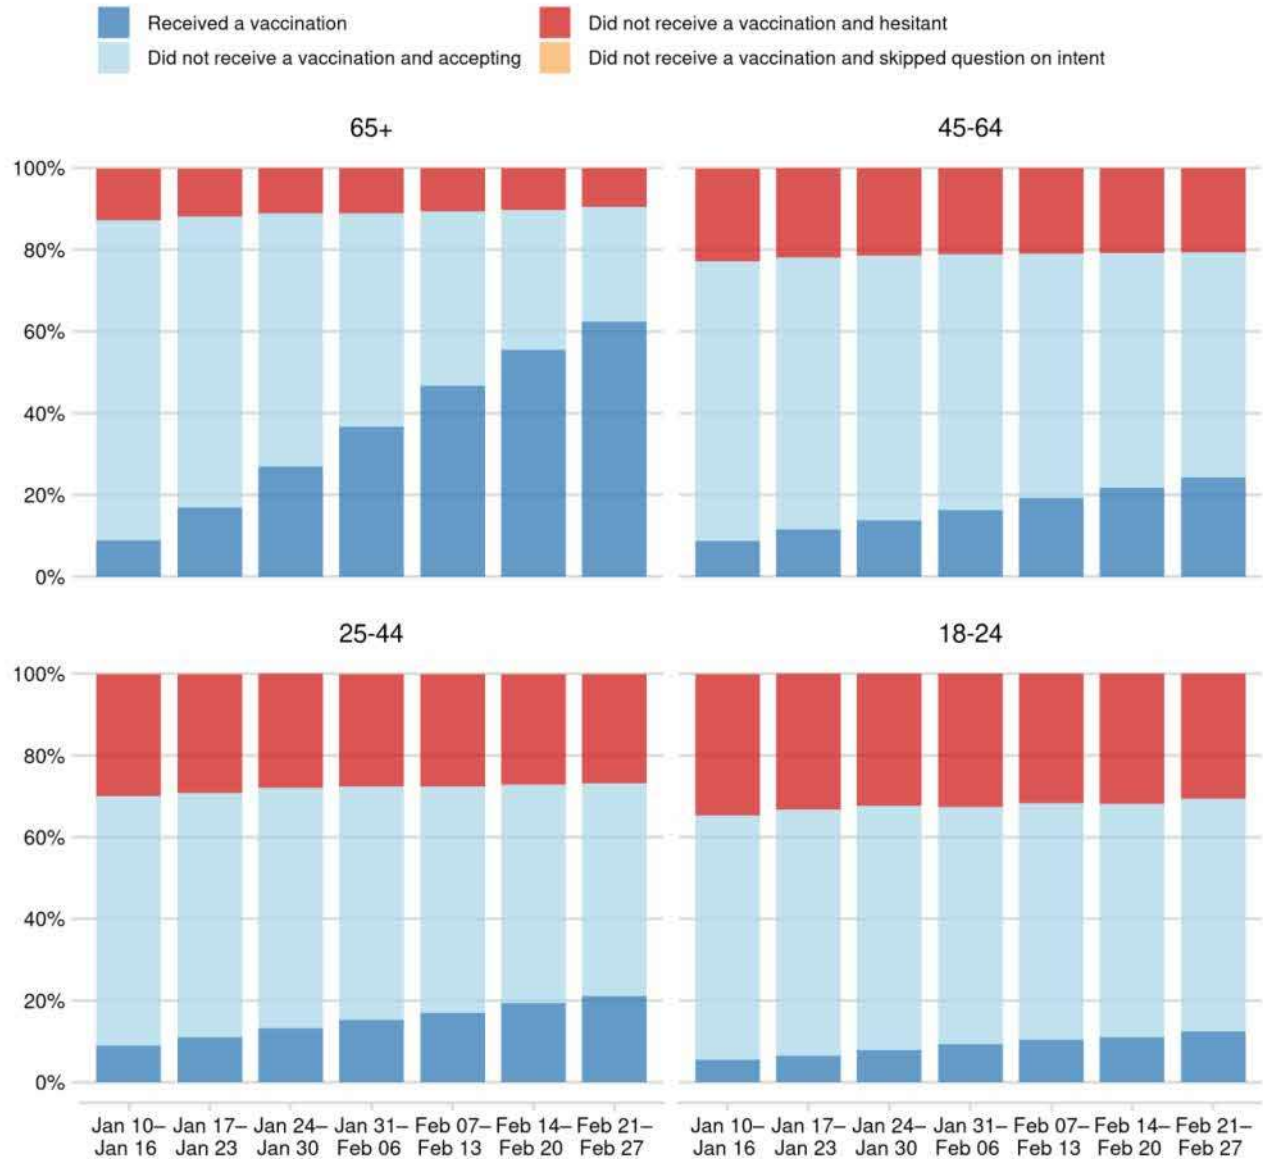 Received a vaccination
Did not receive a vaccination and hesitant
Did not receive a vaccination and accepting
Did not receive a vaccination and skipped question on intent
65+
45-64
100%
80%
60%
40%
20%
0%
25-44
18-24
100%
80%
60%
40%
20%
0%
Jan 10– Jan 17– Jan 24– Jan 31– Feb 07– Feb 14– Feb 21–
Jan 16 Jan 23 Jan 30 Feb 06 Feb 13 Feb 20 Feb 27
Jan 10– Jan 17– Jan 24– Jan 31– Feb 07– Feb 14– Feb 21–
Jan 16 Jan 23 Jan 30 Feb 06 Feb 13 Feb 20 Feb 27